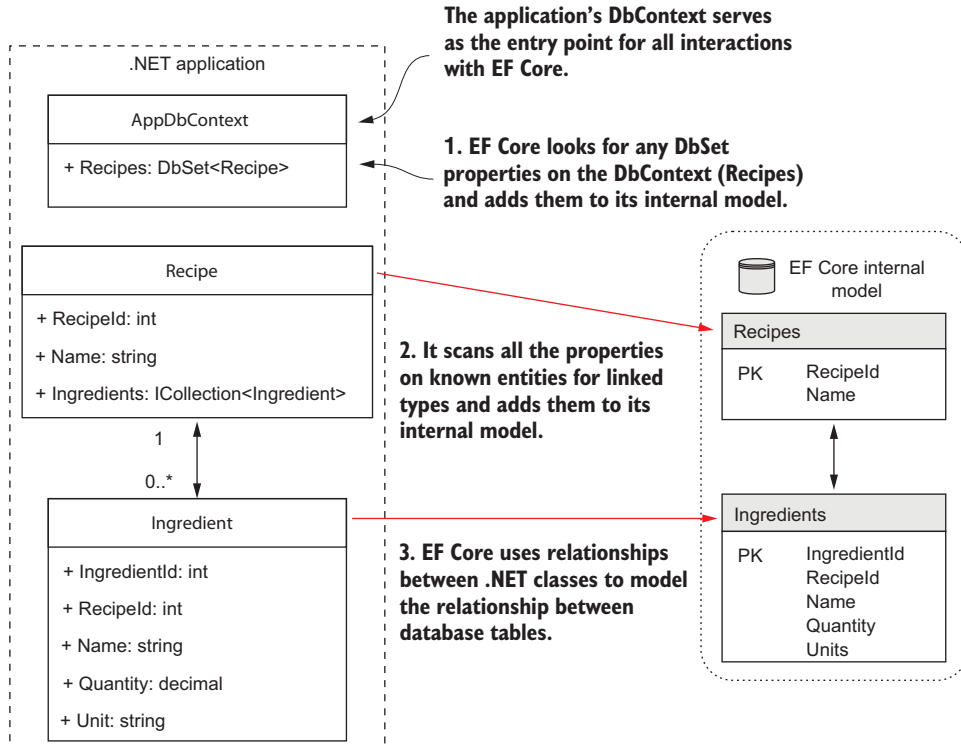 The application's DbContext serves
as the entry point for all interactions
with EF Core.
.NET application
AppDbContext
+ Recipes: DbSet<Recipe>
1. EF Core looks for any DbSet
properties on the DbContext (Recipes)
and adds them to its internal model.
Recipe
+ RecipeId: int
+ Name: string
+ Ingredients: ICollection<Ingredient>
2. It scans all the properties
on known entities for linked
types and adds them to its
internal model.
1
0..*
Ingredient
+ IngredientId: int
+ RecipeId: int
+ Name: string
+ Quantity: decimal
+ Unit: string
3. EF Core uses relationships
between .NET classes to model
the relationship between
database tables.
EF Core internal
model
Recipes
PK RecipeId
Name
Ingredients
PK IngredientId
RecipeId
Name
Quantity
Units